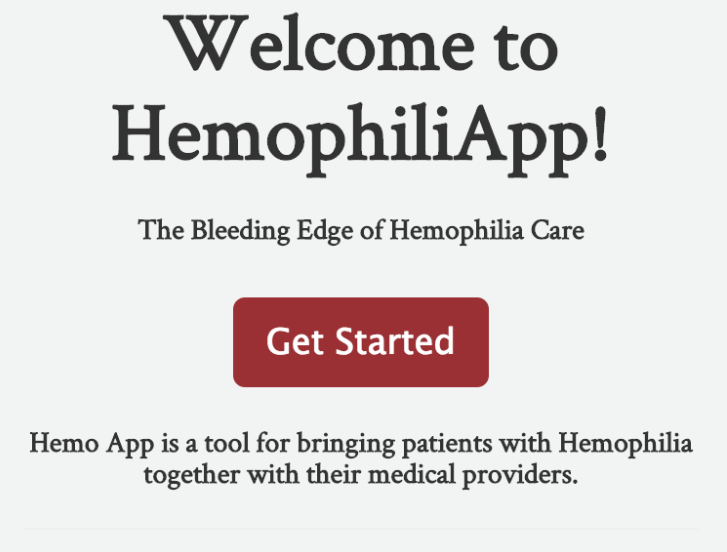 Welcome to
HemophiliApp!
The Bleeding Edge of Hemophilia Care
Get Started
Hemo App is a tool for bringing patients with Hemophilia
together with their medical providers.